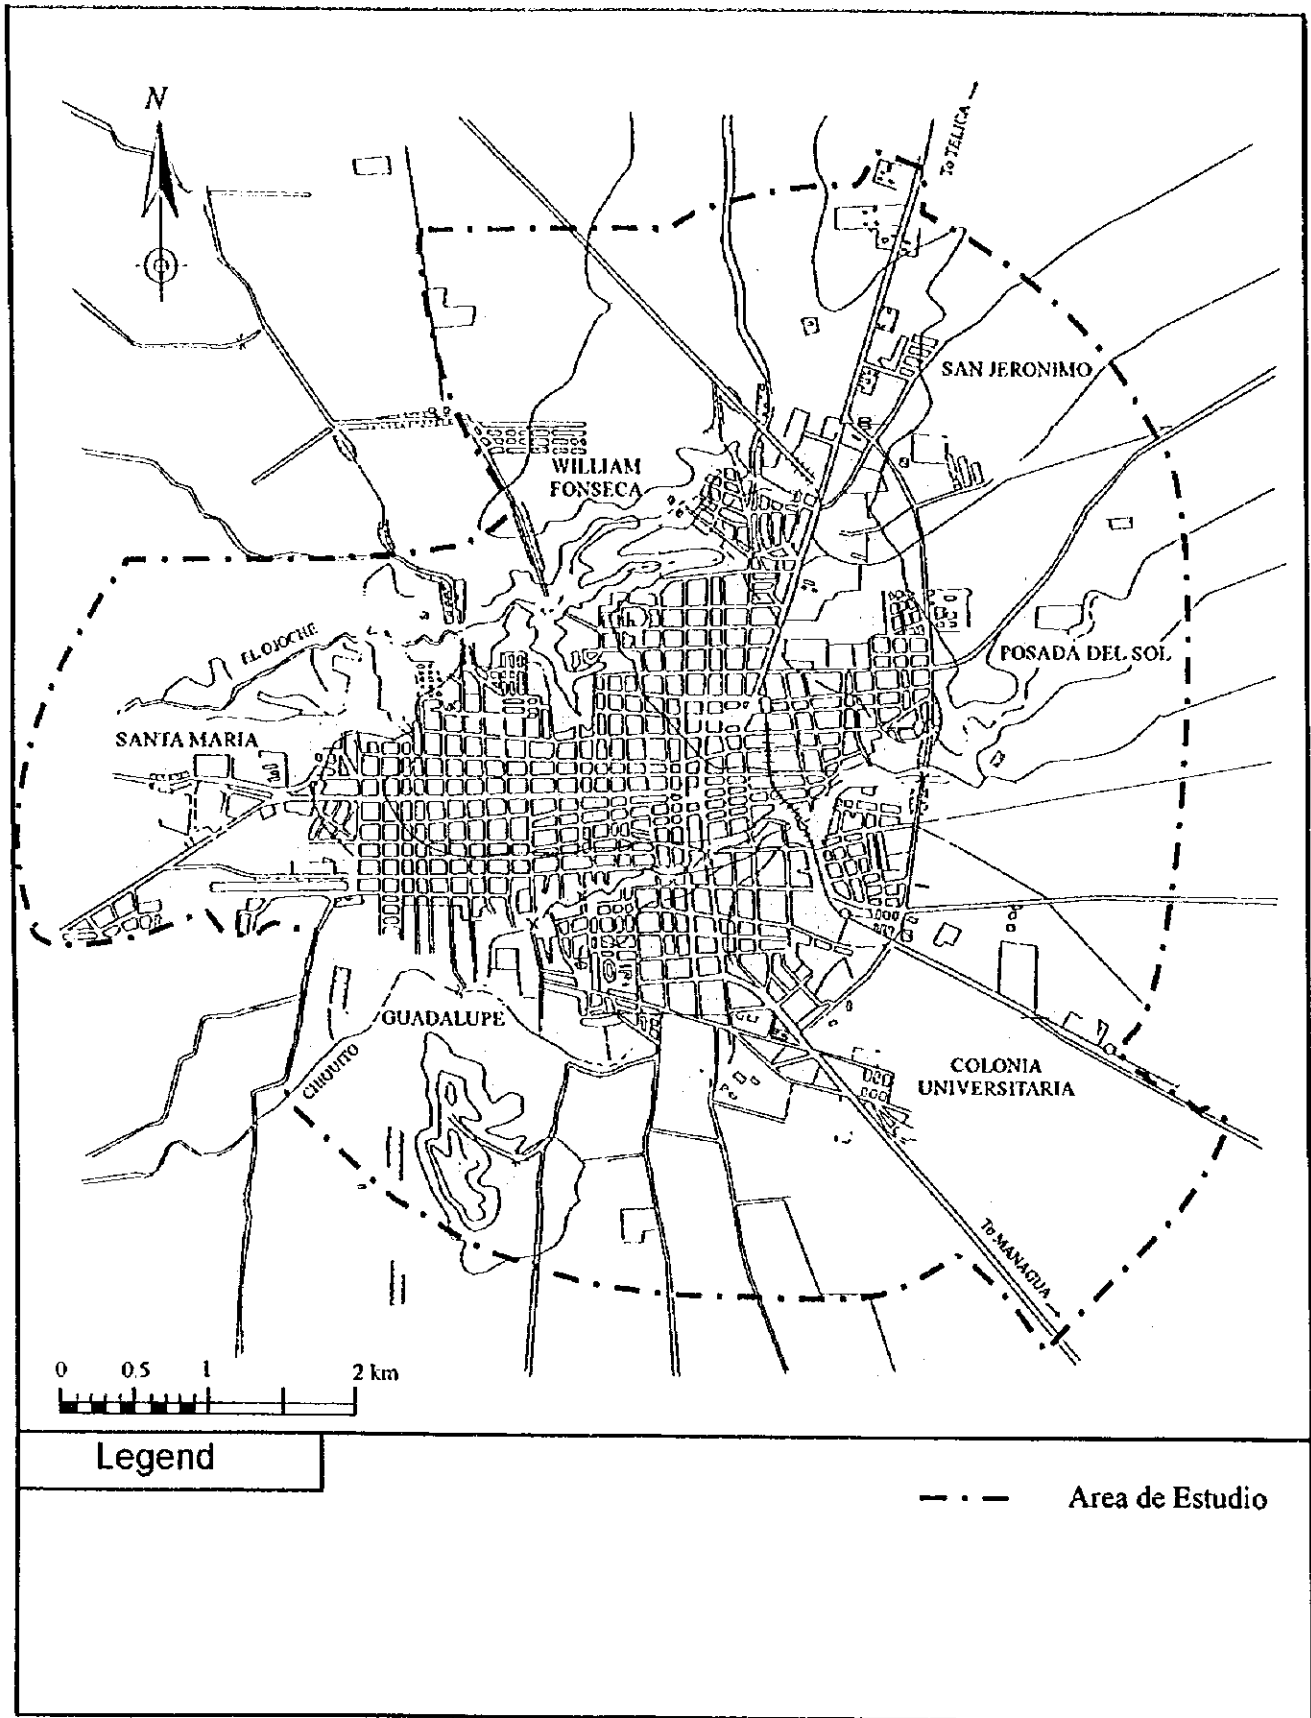 N
To TELICA
SAN JERONIMO
WILLIAM
FONSECA
EL OJOCHE
POSADA DEL SOL
SANTA MARIA
GUADALUPE
CHIQUITO
COLONIA
UNIVERSITARIA
To MANAGUA
0 0.5 1 2 km
Legend
Area de Estudio